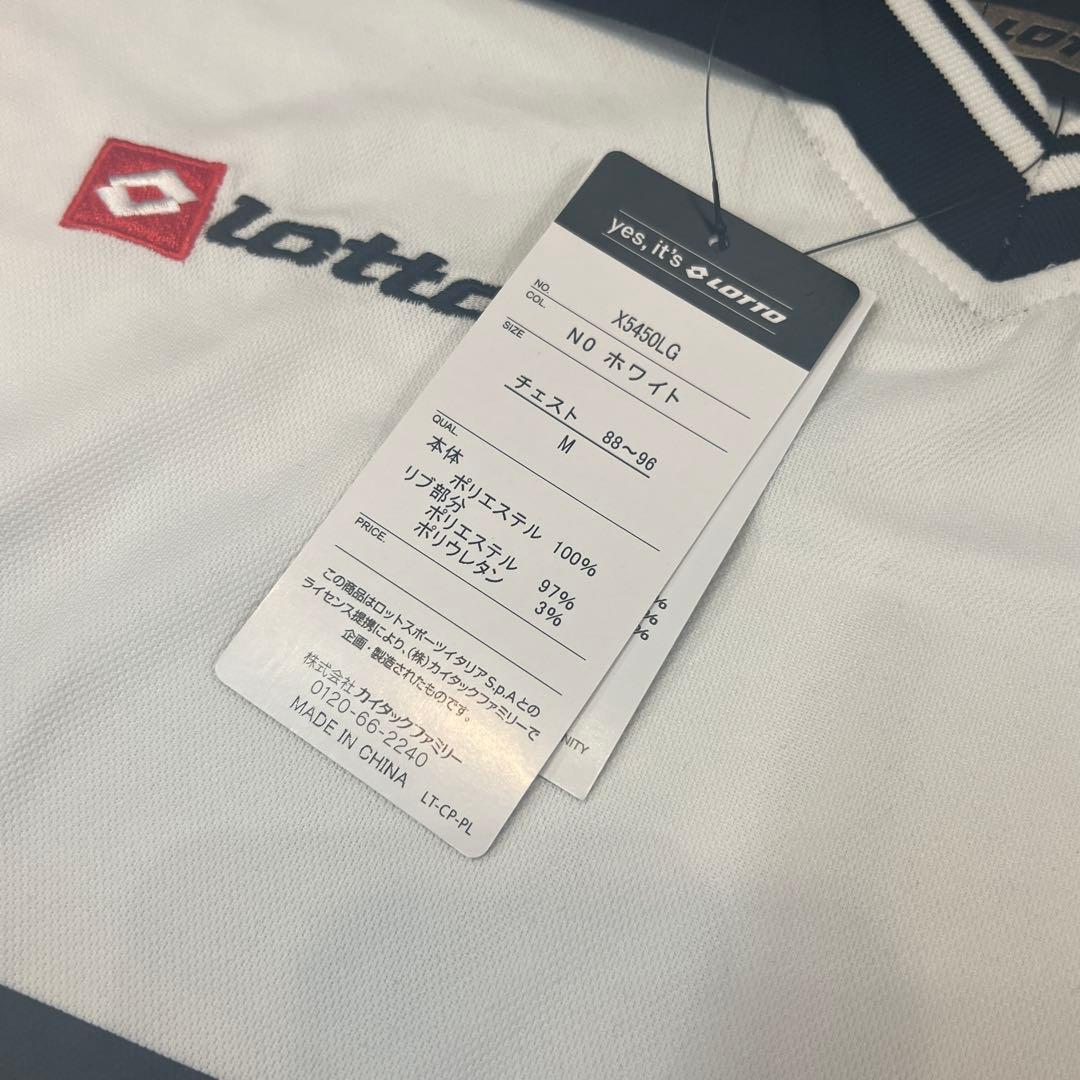 LOTTO
lotto
yes, it's LOTTO
NO. X5450LG
COL. N0 ホワイト
SIZE
チェスト 88～96
M
QUAL.
本体
ポリエステル 100%
リブ部分
ポリエステル 97%
ポリウレタン 3%
PRICE.
この商品はロットスポーツイタリアS.p.Aとの
ライセンス提携により、(株)カイタックファミリーで
企画・製造されたものです。
株式会社カイタックファミリー
0120-66-2240
MADE IN CHINA
LT-CP-PL
%
%
%